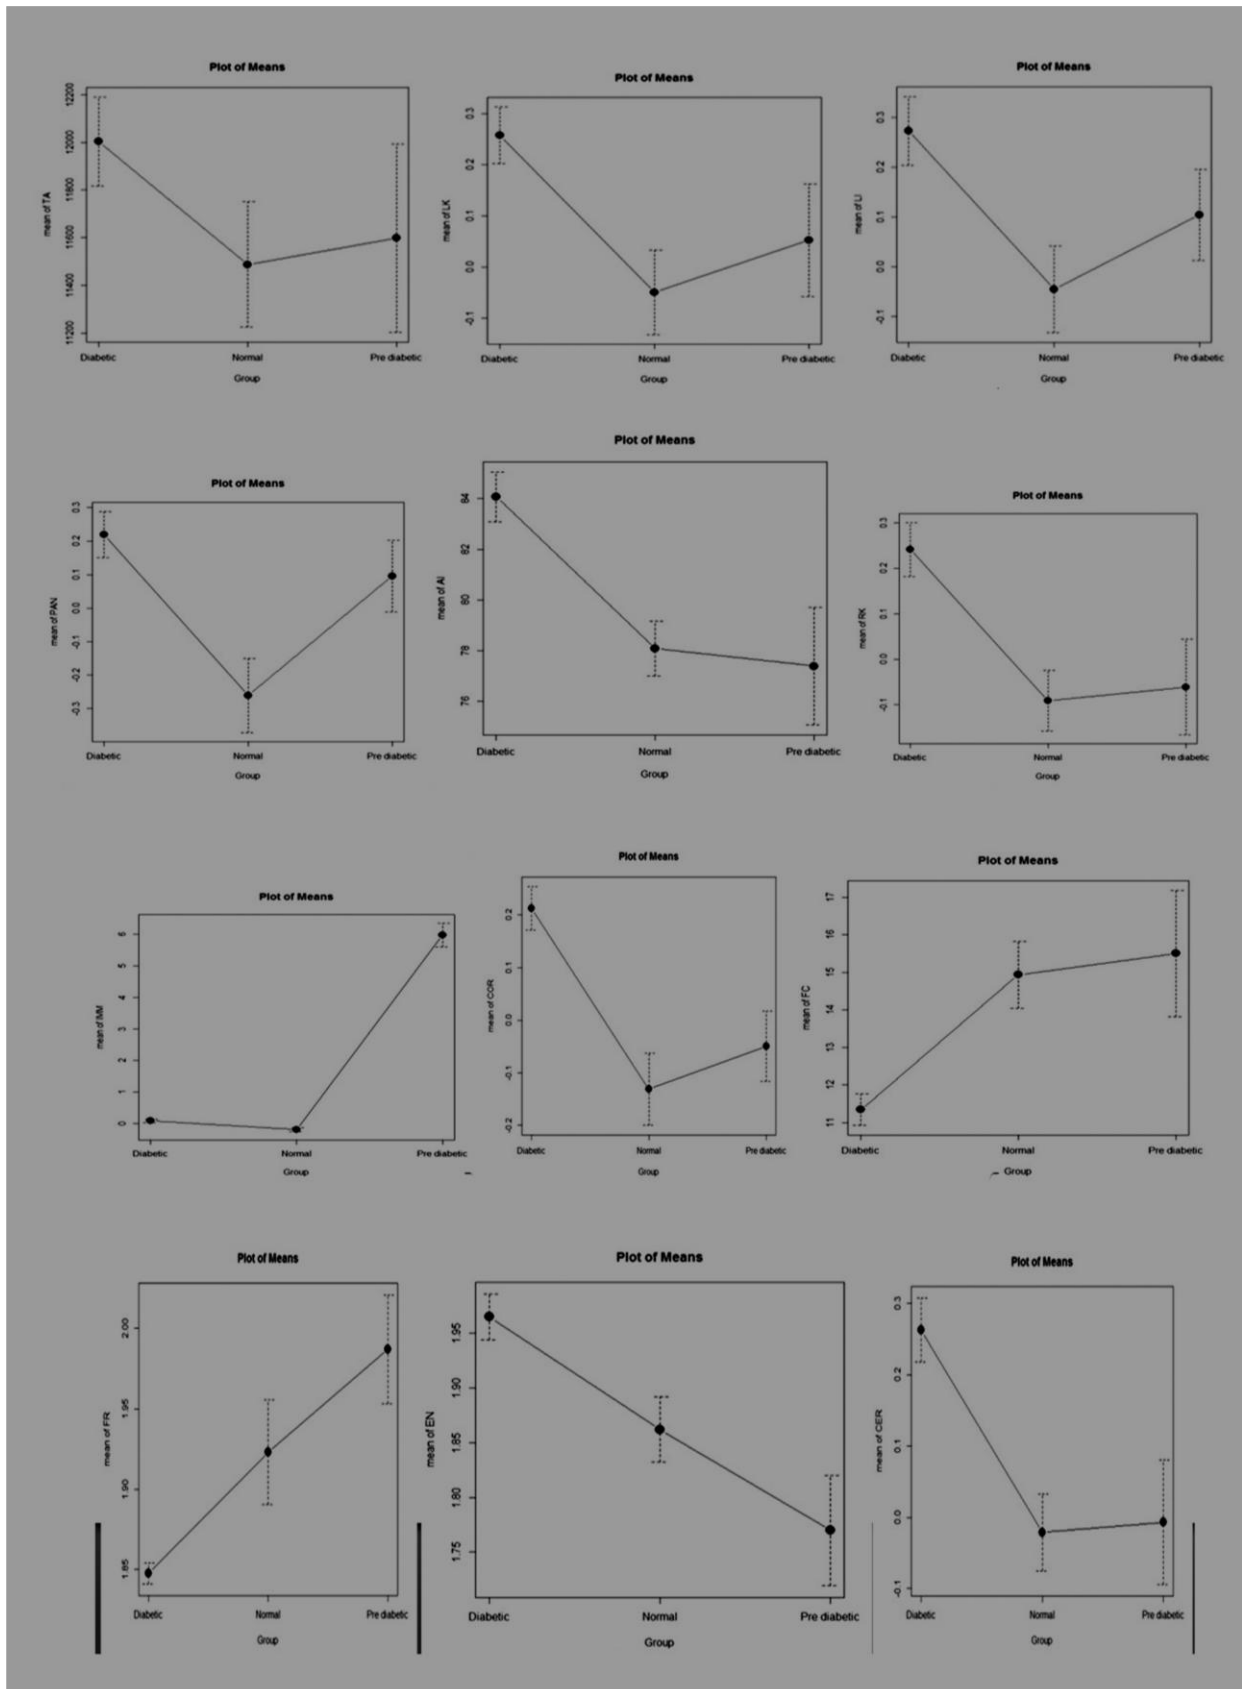 Plot of Means
mean of TA
12200
12000
11800
11600
11400
11200
Diabetic Normal Pre diabetic
Group
Plot of Means
mean of LK
0.3
0.2
0.1
0.0
-0.1
Diabetic Normal Pre diabetic
Group
Plot of Means
mean of LI
0.3
0.2
0.1
0.0
-0.1
Diabetic Normal Pre diabetic
Group
Plot of Means
mean of PAN
0.3
0.2
0.1
0.0
-0.1
-0.2
-0.3
Diabetic Normal Pre diabetic
Group
Plot of Means
mean of AI
84
82
80
78
76
Diabetic Normal Pre diabetic
Group
Plot of Means
mean of RK
0.3
0.2
0.1
0.0
-0.1
Diabetic Normal Pre diabetic
Group
Plot of Means
mean of IMM
6
5
4
3
2
1
0
Diabetic Normal Pre diabetic
Group
Plot of Means
mean of COR
0.2
0.1
0.0
-0.1
-0.2
Diabetic Normal Pre diabetic
Group
Plot of Means
mean of FC
17
16
15
14
13
12
11
Diabetic Normal Pre diabetic
Group
Plot of Means
mean of FR
2.00
1.95
1.90
1.85
Diabetic Normal Pre diabetic
Group
Plot of Means
mean of EN
1.95
1.90
1.85
1.80
1.75
Diabetic Normal Pre diabetic
Group
Plot of Means
mean of CER
0.3
0.2
0.1
0.0
-0.1
Diabetic Normal Pre diabetic
Group